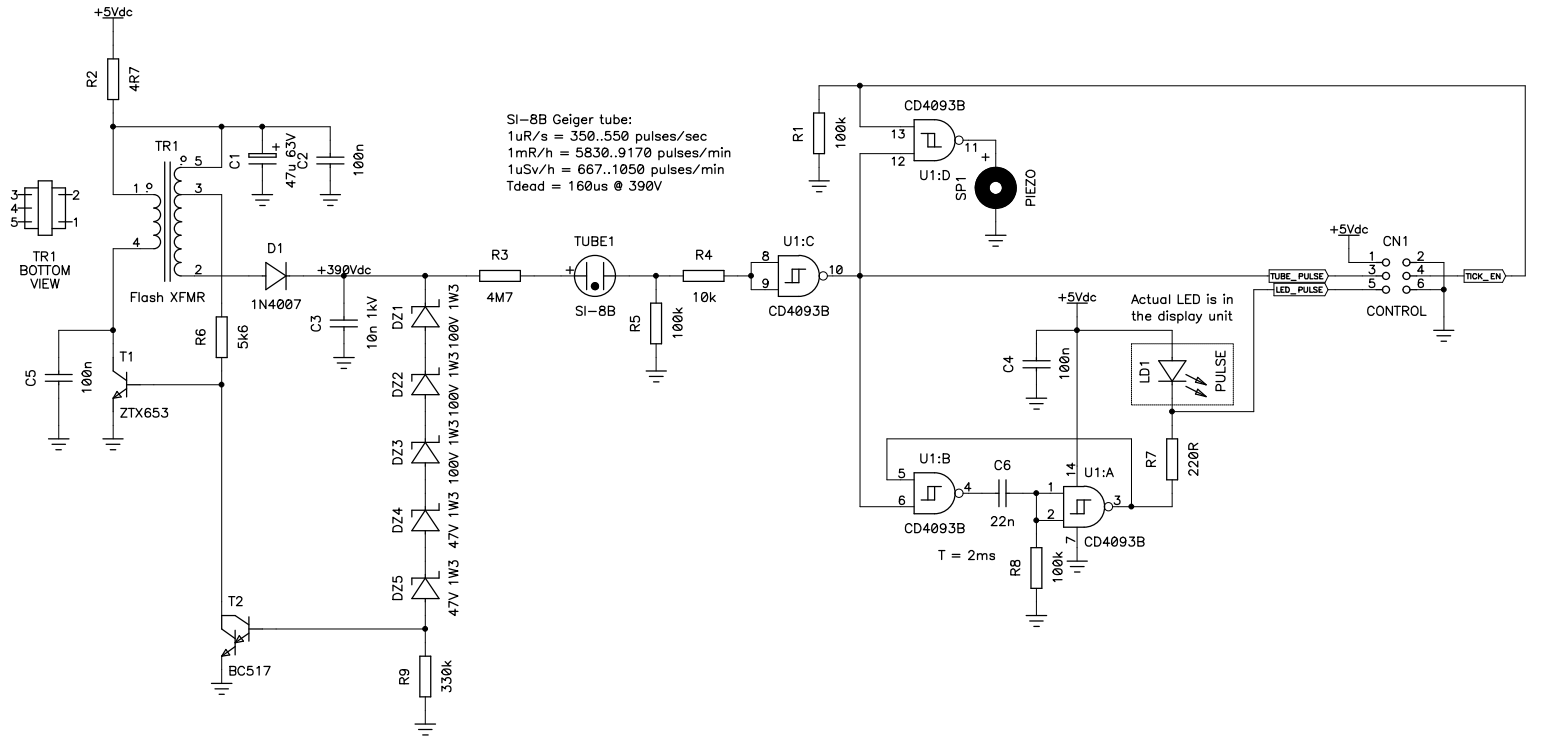 +5Vdc
R2
4R7
TR1
1
5
3
4
2
Flash XFMR
3
4
5
2
1
TR1
BOTTOM
VIEW
C1
+
47u 63V
C2
100n
SI-8B Geiger tube:
1uR/s = 350..550 pulses/sec
1mR/h = 5830..9170 pulses/min
1uSv/h = 667..1050 pulses/min
Tdead = 160us @ 390V
D1
1N4007
+390Vdc
C3
10n 1kV
R6
5k6
C5
100n
T1
ZTX653
DZ1
100V 1W3
DZ2
100V 1W3
DZ3
100V 1W3
DZ4
47V 1W3
DZ5
47V 1W3
T2
BC517
R9
330k
R3
4M7
TUBE1
+
SI-8B
R5
100k
R4
10k
U1:C
8
9
10
CD4093B
R1
100k
CD4093B
13
12
11
U1:D
+
SP1
PIEZO
+5Vdc
CN1
1
3
5
2
4
6
TUBE_PULSE
LED_PULSE
TICK_EN
CONTROL
+5Vdc
Actual LED is in
the display unit
C4
100n
LD1
PULSE
R7
220R
U1:B
5
6
4
CD4093B
C6
22n
T = 2ms
R8
100k
U1:A
14
1
2
3
7
CD4093B